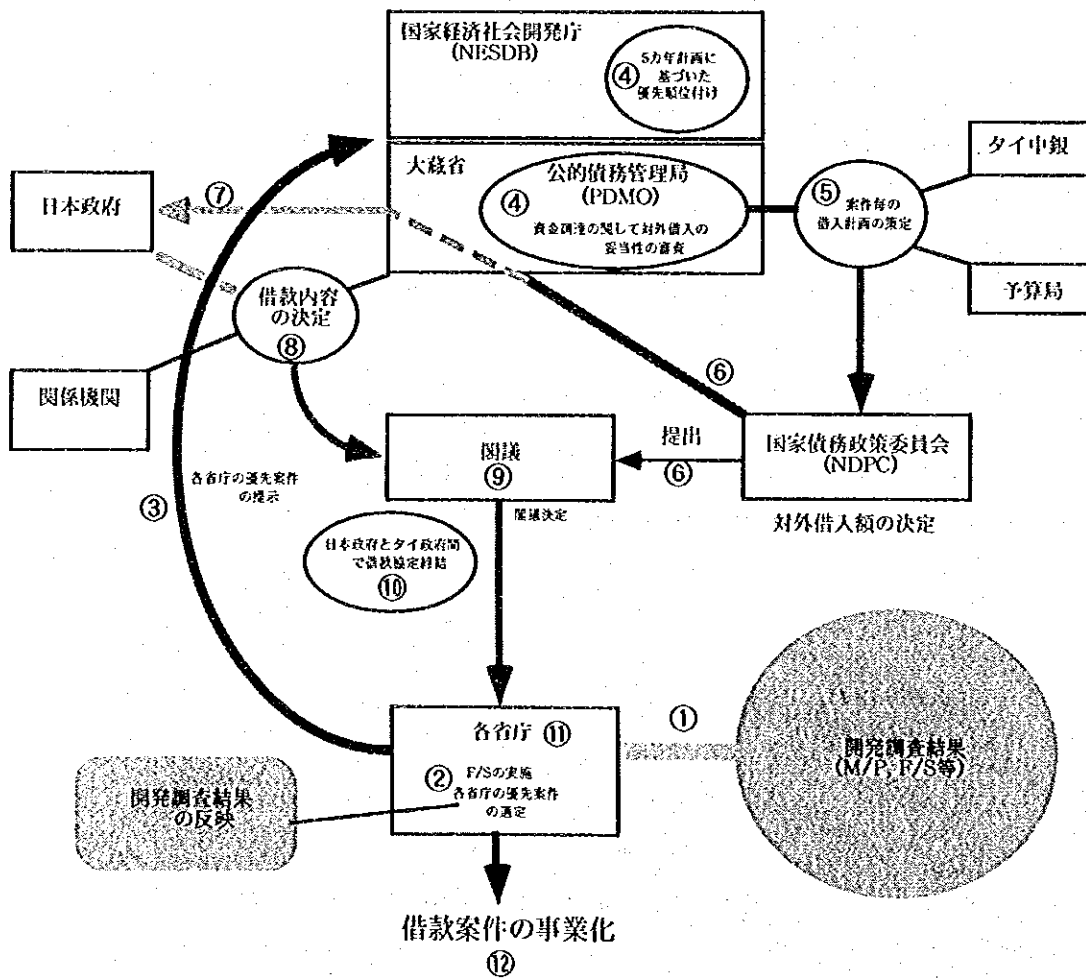 国家経済社会開発庁
(NESDB)
④
5カ年計画に
基づいた
優先順位付け
大蔵省
公的債務管理局
(PDMO)
④
資金調達の関して対外借入の
妥当性の審査
⑤
案件毎の
借入計画の策定
タイ中銀
予算局
日本政府
⑦
借款内容
の決定
⑧
関係機関
⑥
提出
⑥
国家債務政策委員会
(NDPC)
対外借入額の決定
閣議
⑨
閣議決定
③
各省庁の優先案件
の提示
日本政府とタイ政府間
で借款協定締結
⑩
各省庁 ⑪
②
F/Sの実施
各省庁の優先案件
の選定
①
開発調査結果
(M/P, F/S等)
開発調査結果
の反映
借款案件の事業化
⑫